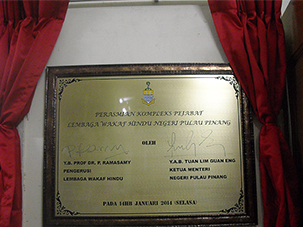 PERASMIAN KOMPLEKS PEJABAT
LEMBAGA WAKAF HINDU NEGERI PULAU PINANG
OLEH
Y.B. PROF DR. P. RAMASAMY
PENGERUSI
LEMBAGA WAKAF HINDU
Y.A.B. TUAN LIM GUAN ENG
KETUA MENTERI
NEGERI PULAU PINANG
PADA 14HB JANUARI 2014 (SELASA)